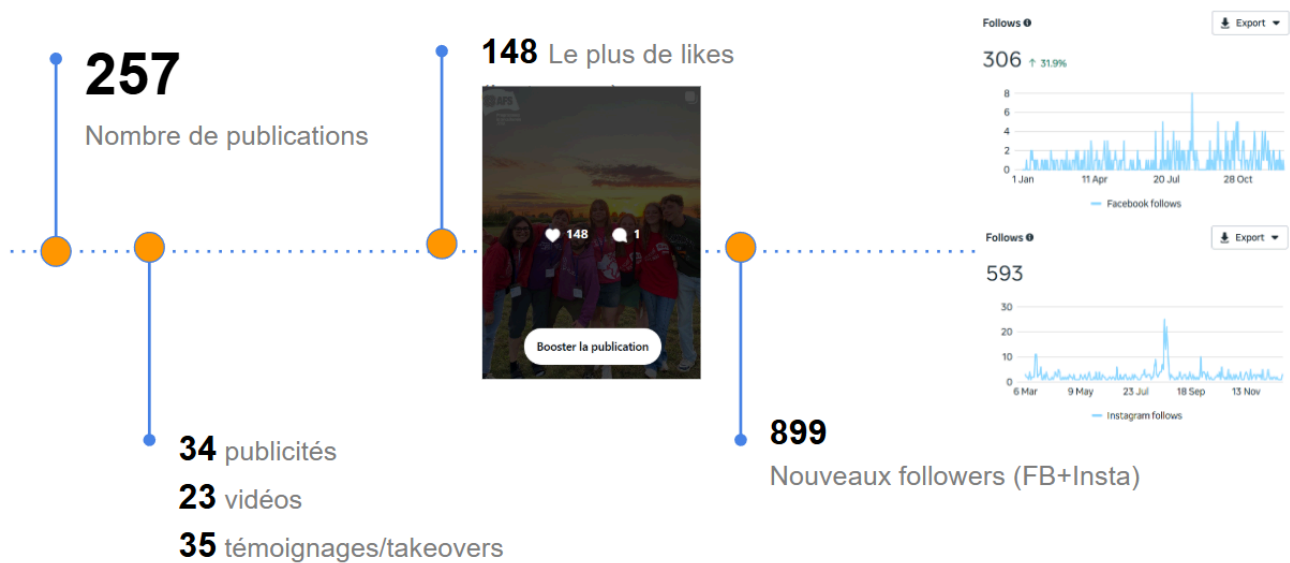 257
Nombre de publications
148 Le plus de likes
AFS
148 1
Booster la publication
34 publicités
23 vidéos
35 témoignages/takeovers
899
Nouveaux followers (FB+Insta)
Follows
Export
306 ↑ 31.9%
8
6
4
2
0
1 Jan 11 Apr 20 Jul 28 Oct
Facebook follows
Follows
Export
593
30
20
10
0
6 Mar 9 May 23 Jul 18 Sep 13 Nov
Instagram follows